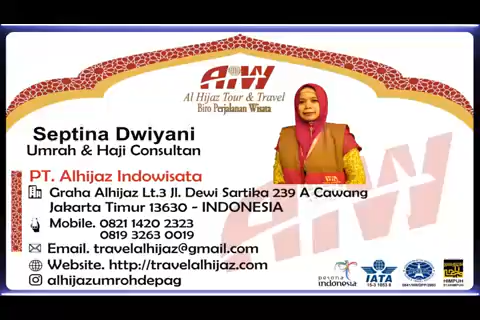 AIW
Al Hijaz Tour & Travel
Biro Perjalanan Wisata
Septina Dwiyani
Umrah & Haji Consultan
PT. Alhijaz Indowisata
Graha Alhijaz Lt.3 Jl. Dewi Sartika 239 A Cawang
Jakarta Timur 13630 - INDONESIA
Mobile. 0821 1420 2323
0819 3263 0019
Email. travelalhijaz@gmail.com
Website. http://travelalhijaz.com
alhijazumrohdepag
pesona
indonesia
IATA
HIMPUH